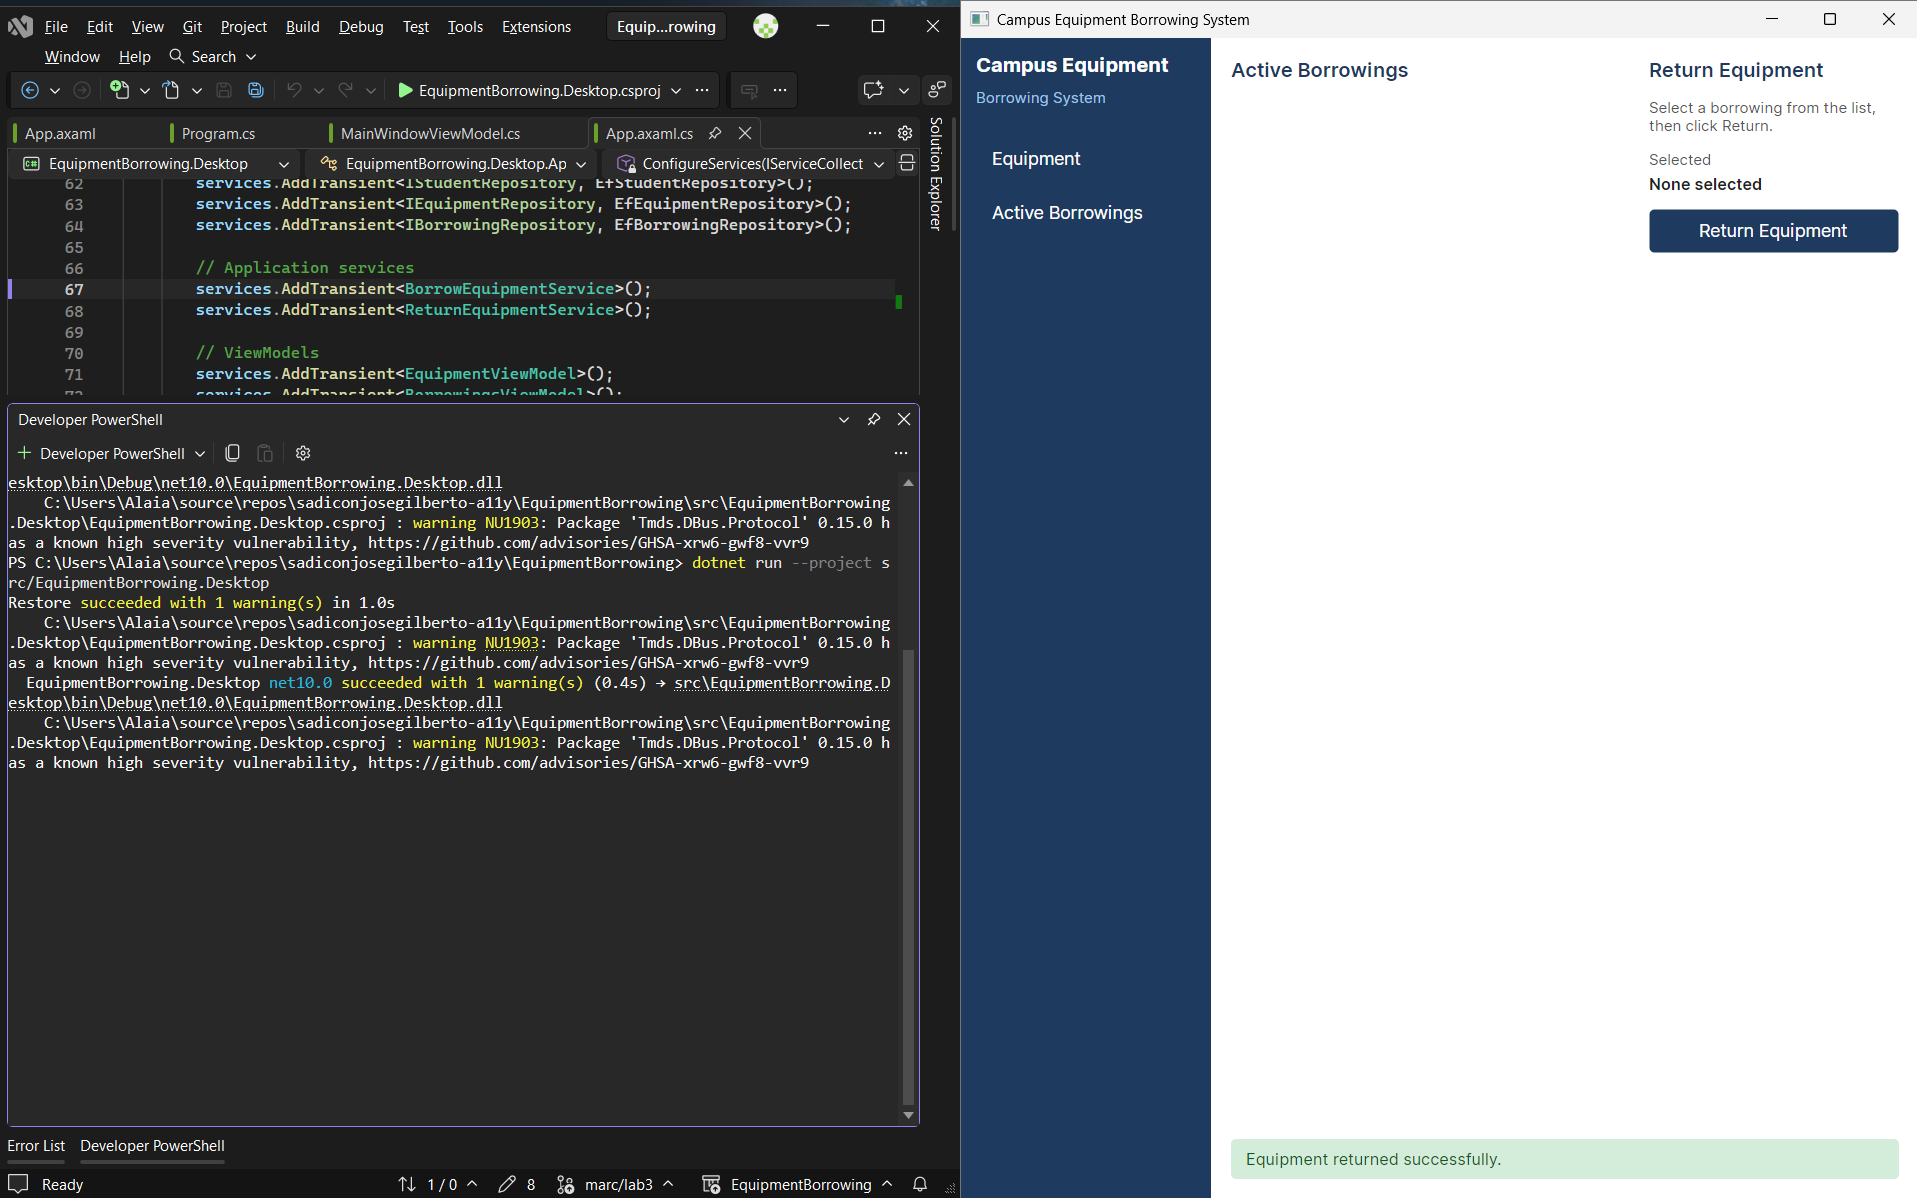 File Edit View Git Project Build Debug Test Tools Extensions Equip...rowing
Window Help Search
EquipmentBorrowing.Desktop.csproj
App.axaml Program.cs MainWindowViewModel.cs App.axaml.cs
EquipmentBorrowing.Desktop EquipmentBorrowing.Desktop.Ap ConfigureServices(IServiceCollect
Solution Explorer
62 services.AddTransient<IStudentRepository, EfStudentRepository>();
63 services.AddTransient<IEquipmentRepository, EfEquipmentRepository>();
64 services.AddTransient<IBorrowingRepository, EfBorrowingRepository>();
65
66 // Application services
67 services.AddTransient<BorrowEquipmentService>();
68 services.AddTransient<ReturnEquipmentService>();
69
70 // ViewModels
71 services.AddTransient<EquipmentViewModel>();
72 services.AddTransient<BorrowingsViewModel>();
Developer PowerShell
Developer PowerShell
esktop\bin\Debug\net10.0\EquipmentBorrowing.Desktop.dll
C:\Users\Alaia\source\repos\sadiconjosegilberto-a11y\EquipmentBorrowing\src\EquipmentBorrowing
.Desktop\EquipmentBorrowing.Desktop.csproj : warning NU1903: Package 'Tmds.DBus.Protocol' 0.15.0 h
as a known high severity vulnerability, https://github.com/advisories/GHSA-xrw6-gwf8-vvr9
PS C:\Users\Alaia\source\repos\sadiconjosegilberto-a11y\EquipmentBorrowing> dotnet run --project s
rc/EquipmentBorrowing.Desktop
Restore succeeded with 1 warning(s) in 1.0s
C:\Users\Alaia\source\repos\sadiconjosegilberto-a11y\EquipmentBorrowing\src\EquipmentBorrowing
.Desktop\EquipmentBorrowing.Desktop.csproj : warning NU1903: Package 'Tmds.DBus.Protocol' 0.15.0 h
as a known high severity vulnerability, https://github.com/advisories/GHSA-xrw6-gwf8-vvr9
EquipmentBorrowing.Desktop net10.0 succeeded with 1 warning(s) (0.4s) → src\EquipmentBorrowing.D
esktop\bin\Debug\net10.0\EquipmentBorrowing.Desktop.dll
C:\Users\Alaia\source\repos\sadiconjosegilberto-a11y\EquipmentBorrowing\src\EquipmentBorrowing
.Desktop\EquipmentBorrowing.Desktop.csproj : warning NU1903: Package 'Tmds.DBus.Protocol' 0.15.0 h
as a known high severity vulnerability, https://github.com/advisories/GHSA-xrw6-gwf8-vvr9
Error List Developer PowerShell
Ready 1 / 0 8 marc/lab3 EquipmentBorrowing
Campus Equipment Borrowing System
Campus Equipment
Borrowing System
Equipment
Active Borrowings
Active Borrowings
Return Equipment
Select a borrowing from the list,
then click Return.
Selected
None selected
Return Equipment
Equipment returned successfully.